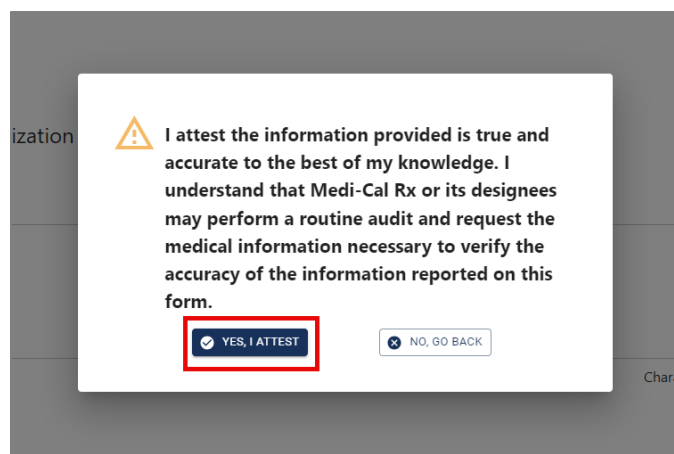 ization
I attest the information provided is true and
accurate to the best of my knowledge. I
understand that Medi-Cal Rx or its designees
may perform a routine audit and request the
medical information necessary to verify the
accuracy of the information reported on this
form.
YES, I ATTEST
NO, GO BACK
Chara